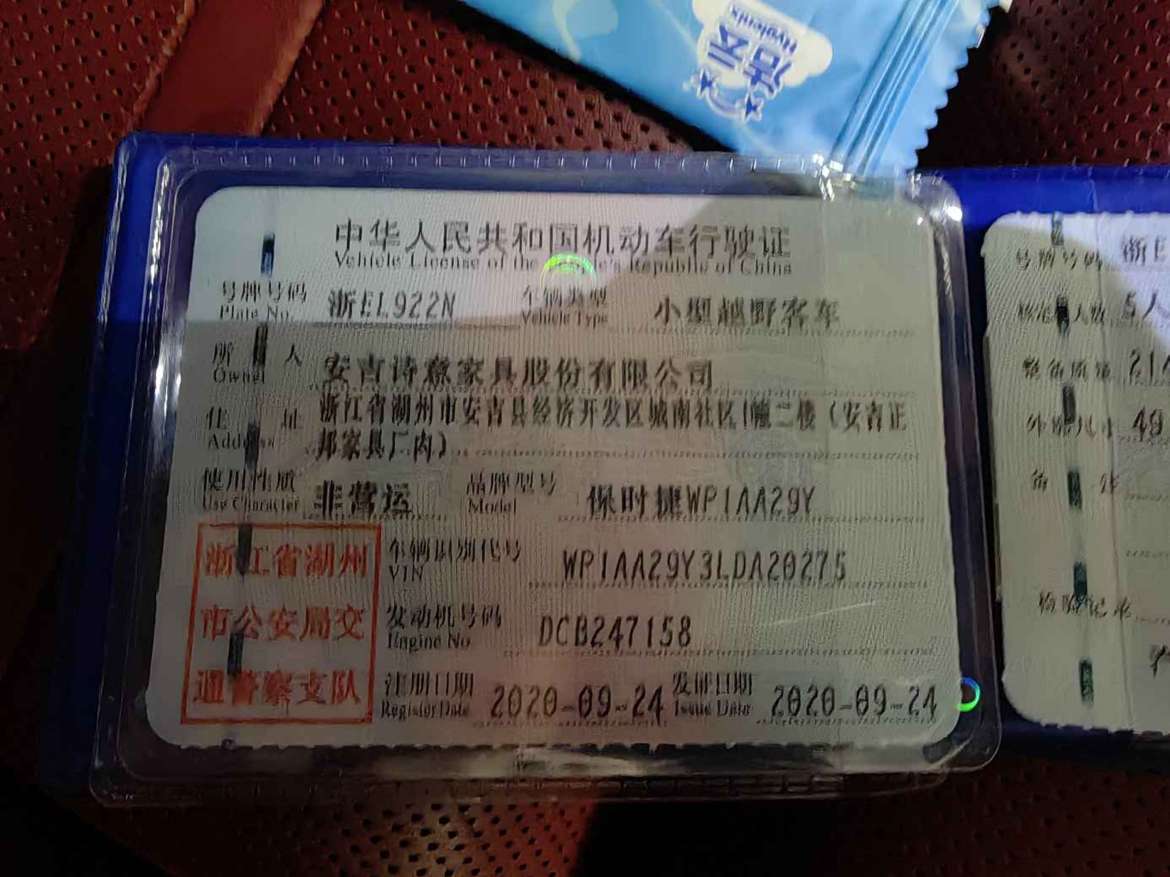 洁云
Hygienix
中华人民共和国机动车行驶证
Vehicle License of the People's Republic of China
号牌号码 浙EL922N 车辆类型 小型越野客车
Plate No. Vehicle Type
所有人 安吉诗意家具股份有限公司
Owner
住址 浙江省湖州市安吉县经济开发区城南社区1幢二楼（安吉正
Address 邦家具厂内）
使用性质 非营运 品牌型号 保时捷WP1AA29Y
Use Character Model
浙江省湖州
市公安局交
通警察支队
车辆识别代号 WP1AA29Y3LDA20275
VIN
发动机号码 DCB247158
Engine No.
注册日期 2020-09-24 发证日期 2020-09-24
Register Date Issue Date
号牌号码 浙E
核定载人数 5人
整备质量 21
外廓尺寸 49
备注
检验记录